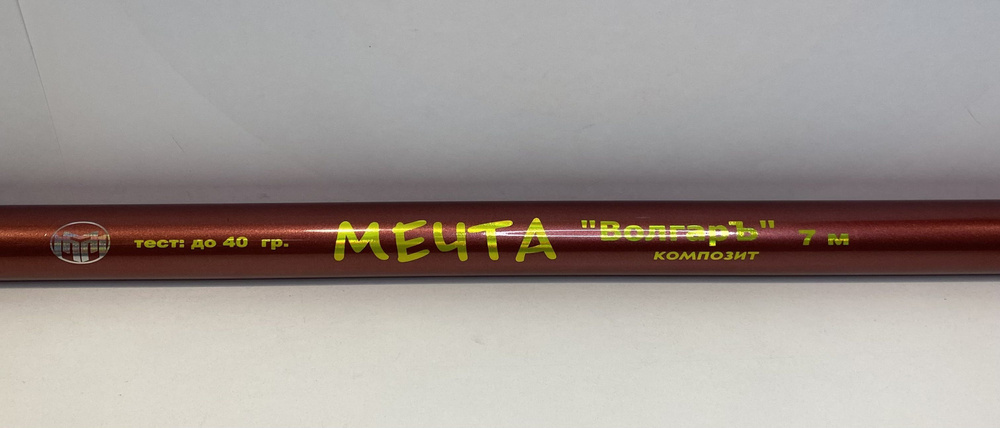 тест: до 40 гр. МЕЧТА "ВолгарЪ" 7 м
композит